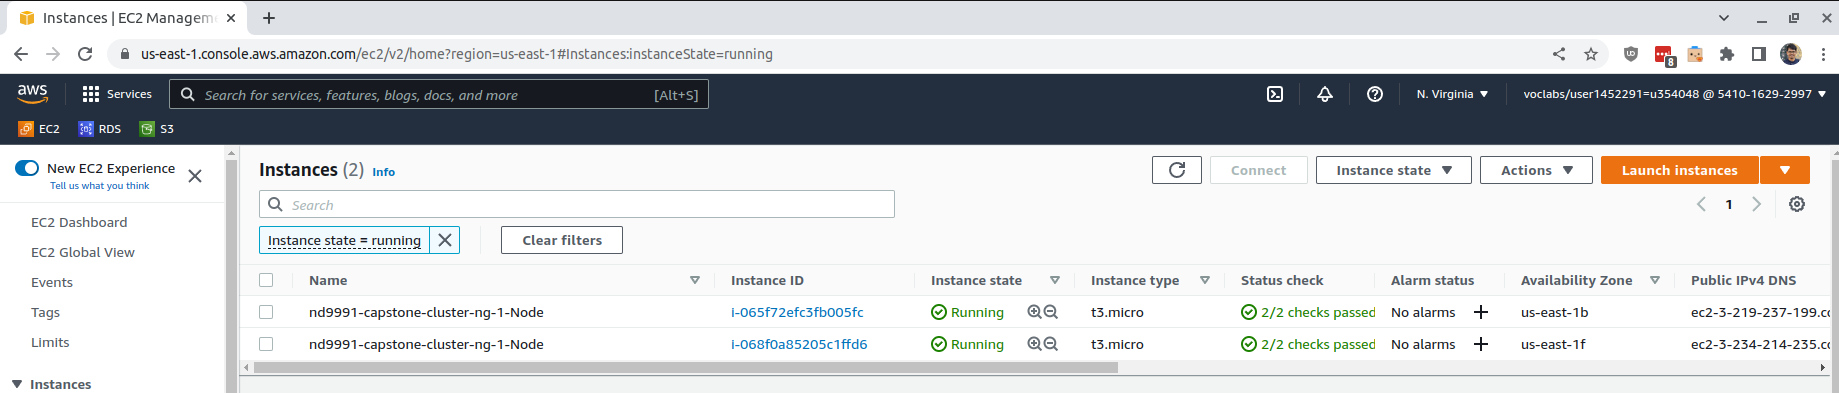 Instances | EC2 Managem
us-east-1.console.aws.amazon.com/ec2/v2/home?region=us-east-1#Instances:instanceState=running
8
aws
Services
Search for services, features, blogs, docs, and more
[Alt+S]
N. Virginia
voclabs/user1452291=u354048 @ 5410-1629-2997
EC2
RDS
S3
New EC2 Experience
Tell us what you think
EC2 Dashboard
EC2 Global View
Events
Tags
Limits
Instances
Instances (2) Info
Connect
Instance state
Actions
Launch instances
Search
1
Instance state = running
Clear filters
Name Instance ID Instance state Instance type Status check Alarm status Availability Zone Public IPv4 DNS
nd9991-capstone-cluster-ng-1-Node i-065f72efc3fb005fc Running t3.micro 2/2 checks passed No alarms + us-east-1b ec2-3-219-237-199.co
nd9991-capstone-cluster-ng-1-Node i-068f0a85205c1ffd6 Running t3.micro 2/2 checks passed No alarms + us-east-1f ec2-3-234-214-235.co